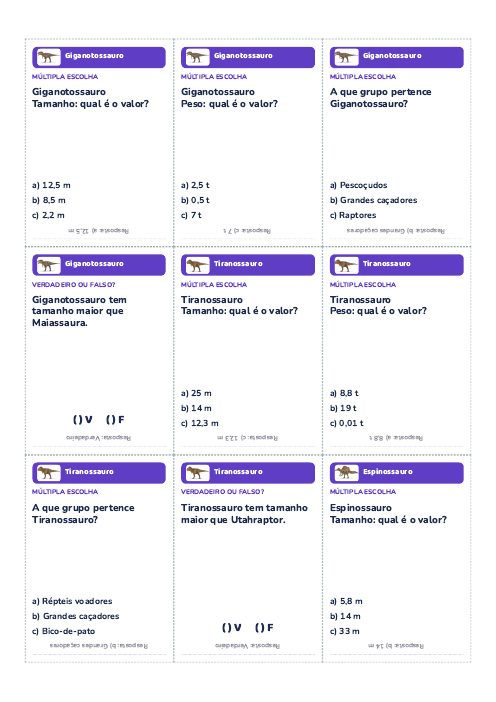 Giganotossauro
MÚLTIPLA ESCOLHA
Giganotossauro
Tamanho: qual é o valor?
a) 12,5 m
b) 8,5 m
c) 2,2 m
Resposta: a) 12,5 m
Giganotossauro
MÚLTIPLA ESCOLHA
Giganotossauro
Peso: qual é o valor?
a) 2,5 t
b) 0,5 t
c) 7 t
Resposta: c) 7 t
Giganotossauro
MÚLTIPLA ESCOLHA
A que grupo pertence
Giganotossauro?
a) Pescoçudos
b) Grandes caçadores
c) Raptores
Resposta: b) Grandes caçadores
Giganotossauro
VERDADEIRO OU FALSO?
Giganotossauro tem
tamanho maior que
Maiassaura.
( ) V ( ) F
Resposta: Verdadeiro
Tiranossauro
MÚLTIPLA ESCOLHA
Tiranossauro
Tamanho: qual é o valor?
a) 25 m
b) 14 m
c) 12,3 m
Resposta: c) 12,3 m
Tiranossauro
MÚLTIPLA ESCOLHA
Tiranossauro
Peso: qual é o valor?
a) 8,8 t
b) 19 t
c) 0,01 t
Resposta: a) 8,8 t
Tiranossauro
MÚLTIPLA ESCOLHA
A que grupo pertence
Tiranossauro?
a) Répteis voadores
b) Grandes caçadores
c) Bico-de-pato
Resposta: b) Grandes caçadores
Tiranossauro
VERDADEIRO OU FALSO?
Tiranossauro tem tamanho
maior que Utahraptor.
( ) V ( ) F
Resposta: Verdadeiro
Espinossauro
MÚLTIPLA ESCOLHA
Espinossauro
Tamanho: qual é o valor?
a) 5,8 m
b) 14 m
c) 33 m
Resposta: b) 14 m